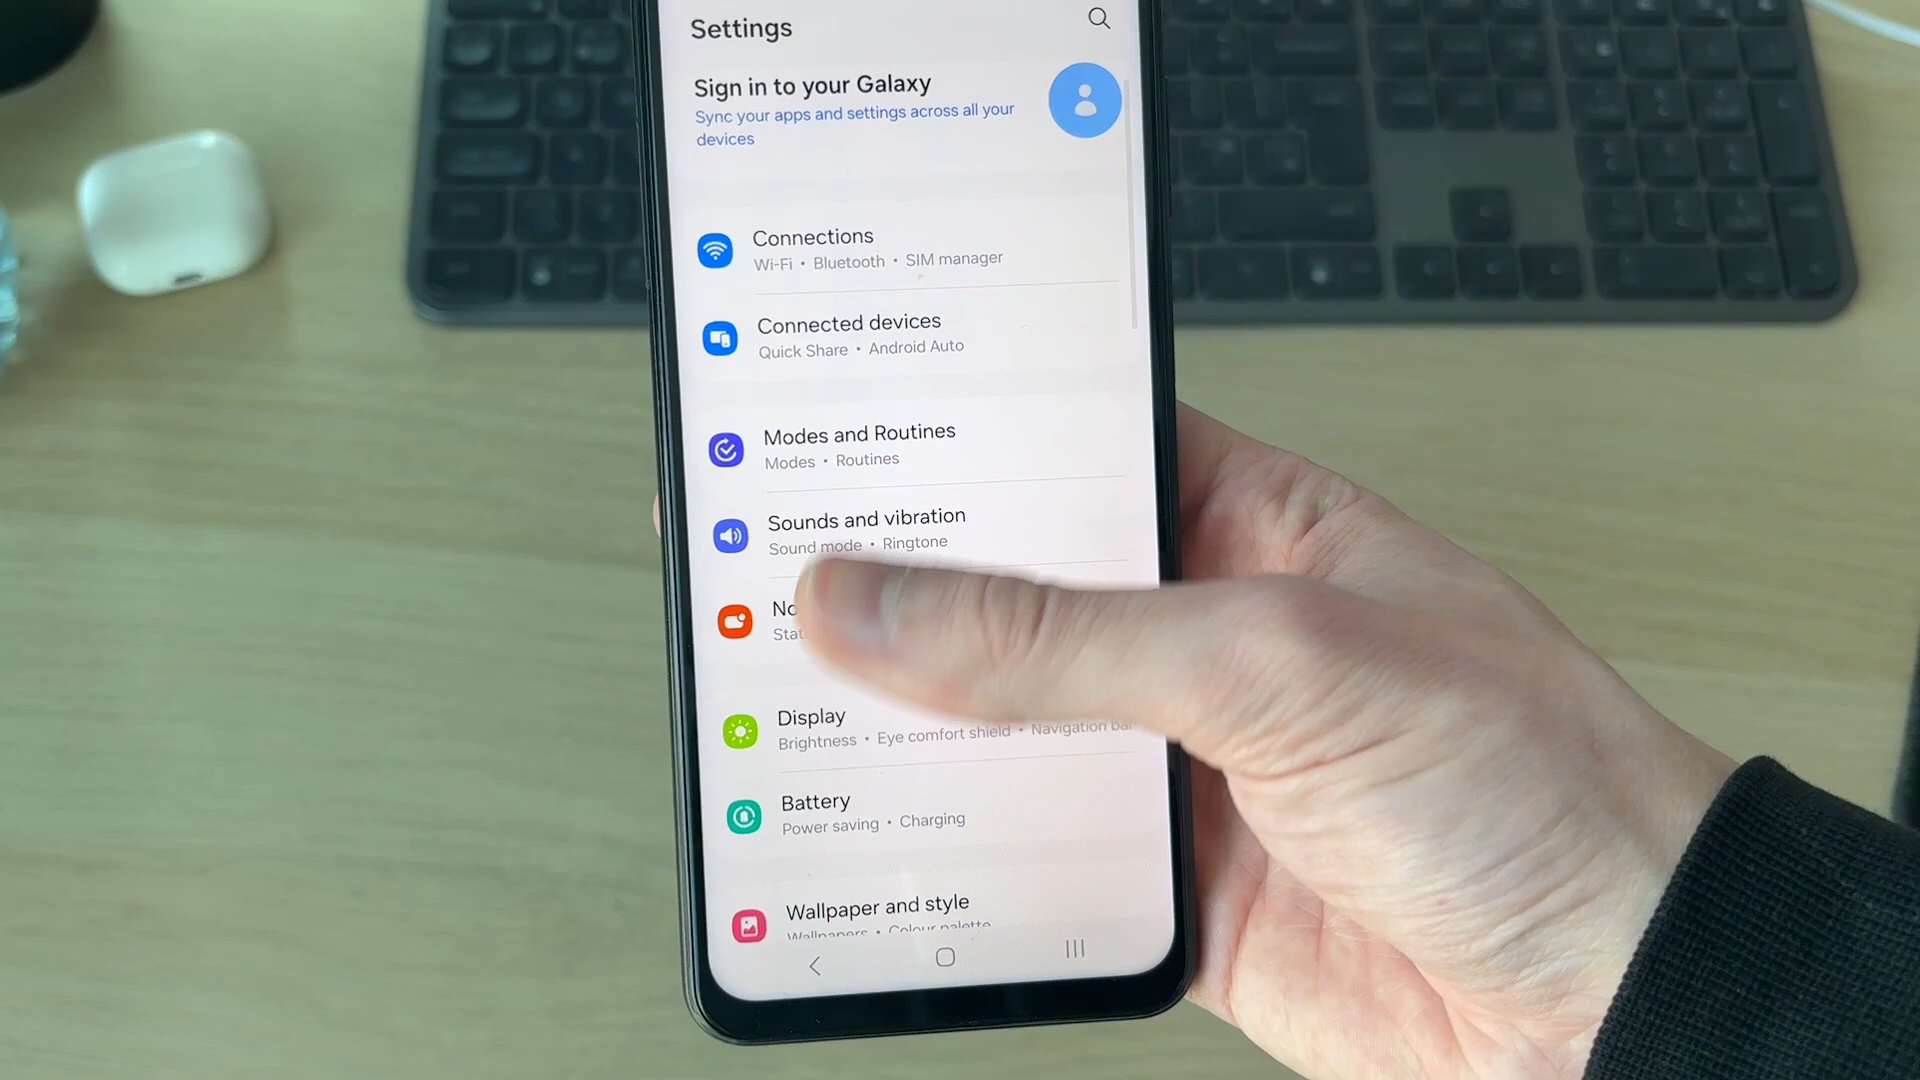 Settings
Sign in to your Galaxy
Sync your apps and settings across all your
devices
Connections
Wi-Fi • Bluetooth • SIM manager
Connected devices
Quick Share • Android Auto
Modes and Routines
Modes • Routines
Sounds and vibration
Sound mode • Ringtone
No
Stat
Display
Brightness • Eye comfort shield • Navigation ba
Battery
Power saving • Charging
Wallpaper and style
Wallpapers • Colour palette